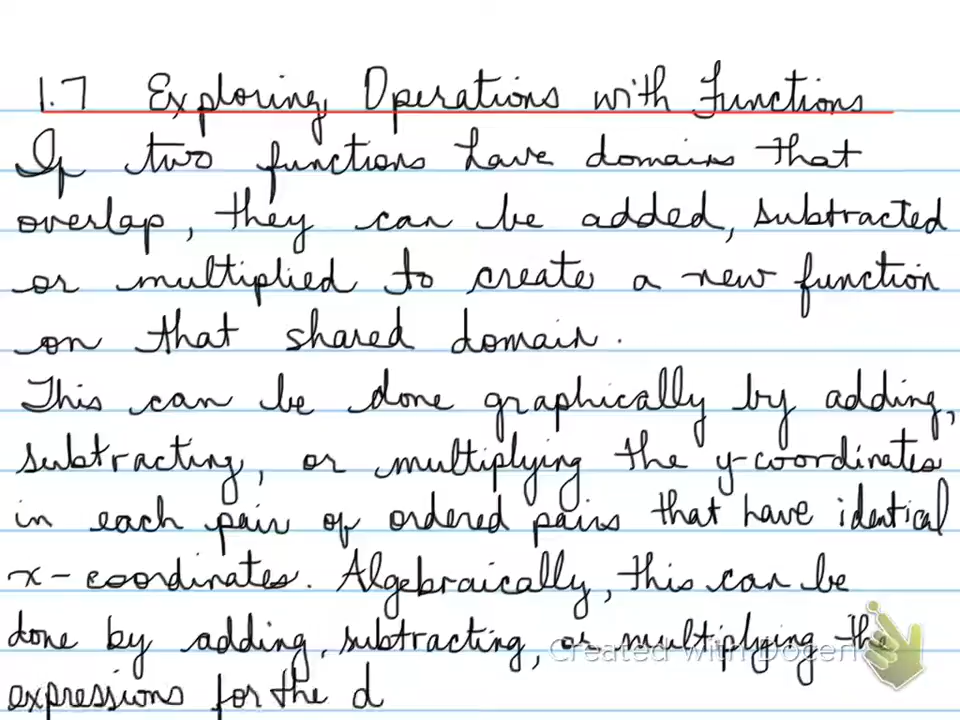 1.7 Exploring Operations with Functions
If two functions have domains that
overlap, they can be added, subtracted
or multiplied to create a new function
on that shared domain.
This can be done graphically by adding,
subtracting, or multiplying the y-coordinates
in each pair of ordered pairs that have identical
x-coordinates. Algebraically, this can be
done by adding, subtracting, or multiplying the
Created with Doceri
expressions for the d